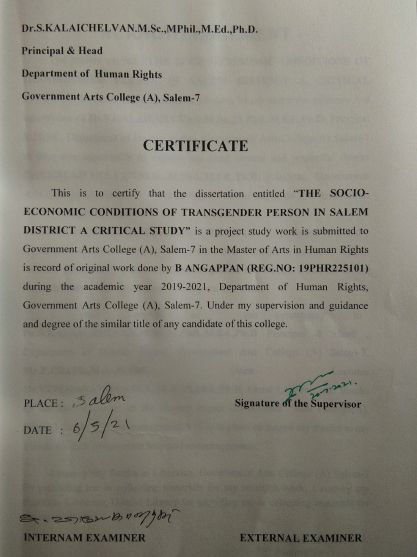 Dr.S.KALAICHELVAN.M.Sc.,MPhil.,M.Ed.,Ph.D.
Principal & Head
Department of Human Rights
Government Arts College (A), Salem-7
CERTIFICATE
This is to certify that the dissertation entitled “THE SOCIO-
ECONOMIC CONDITIONS OF TRANSGENDER PERSON IN SALEM
DISTRICT A CRITICAL STUDY” is a project study work is submitted to
Government Arts College (A), Salem-7 in the Master of Arts in Human Rights
is record of original work done by B ANGAPPAN (REG.NO: 19PHR225101)
during the academic year 2019-2021, Department of Human Rights,
Government Arts College (A), Salem-7. Under my supervision and guidance
and degree of the similar title of any candidate of this college.
PLACE : Salem
Signature of the Supervisor
DATE : 6/5/21
INTERNAM EXAMINER
EXTERNAL EXAMINER